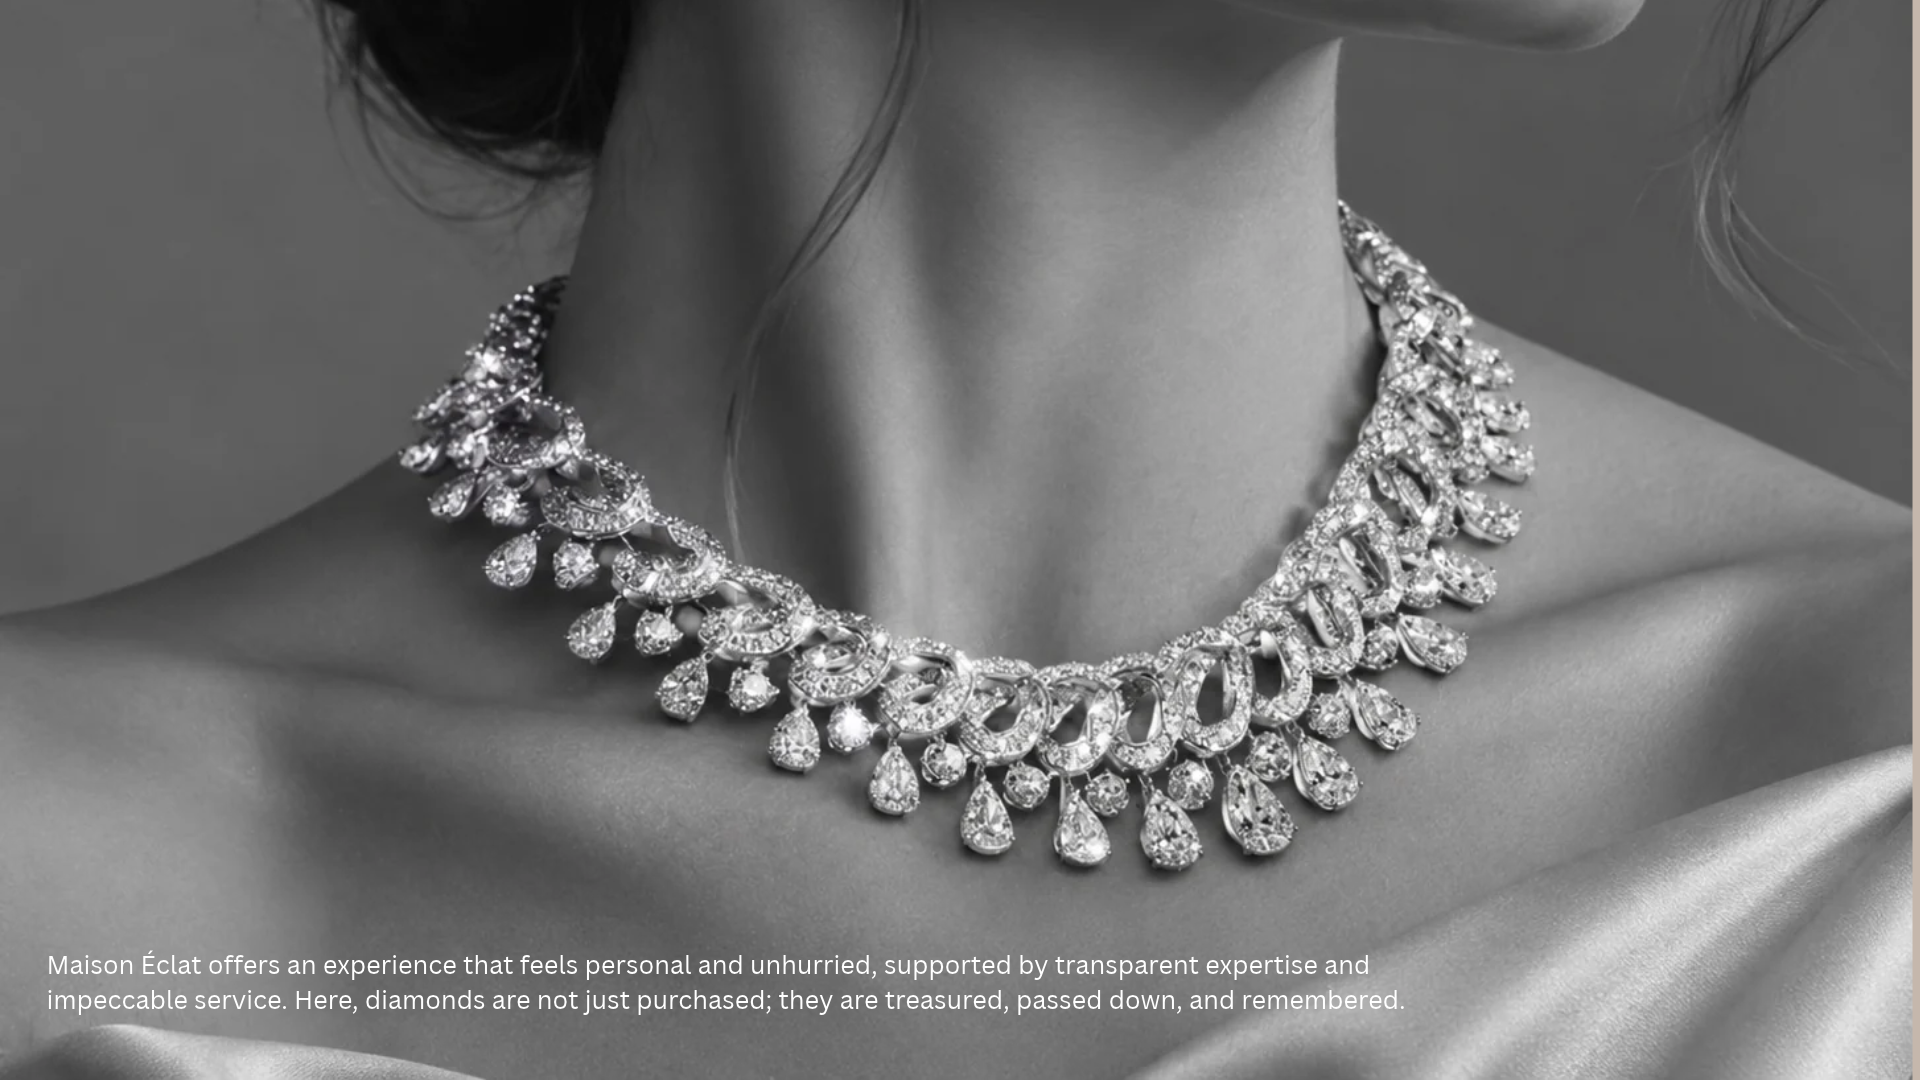 Maison Éclat offers an experience that feels personal and unhurried, supported by transparent expertise and
impeccable service. Here, diamonds are not just purchased; they are treasured, passed down, and remembered.